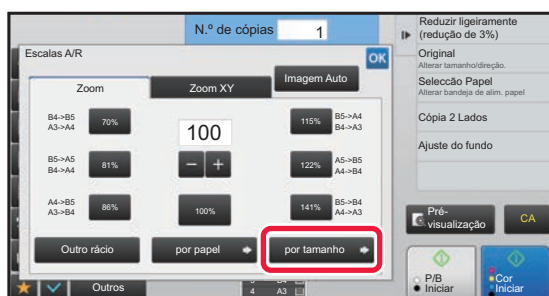 N.º de cópias 1
Escalas A/R
OK
Zoom
Zoom XY
Imagem Auto
B4->B5
A3->A4
70%
100
115%
B5->A4
B4->A3
B5->A5
B4->A4
81%
− +
122%
A5->B5
A4->B4
A4->B5
A3->B4
86%
100%
141%
B5->B4
A4->A3
Outro rácio
por papel
por tamanho
Outros
4 A3
Reduzir ligeiramente
(redução de 3%)
Original
Alterar tamanho/direção.
Seleccão Papel
Alterar bandeja de alim. papel
Cópia 2 Lados
Ajuste do fundo
Pré-
visualização
CA
P/B
Iniciar
Cor
Iniciar